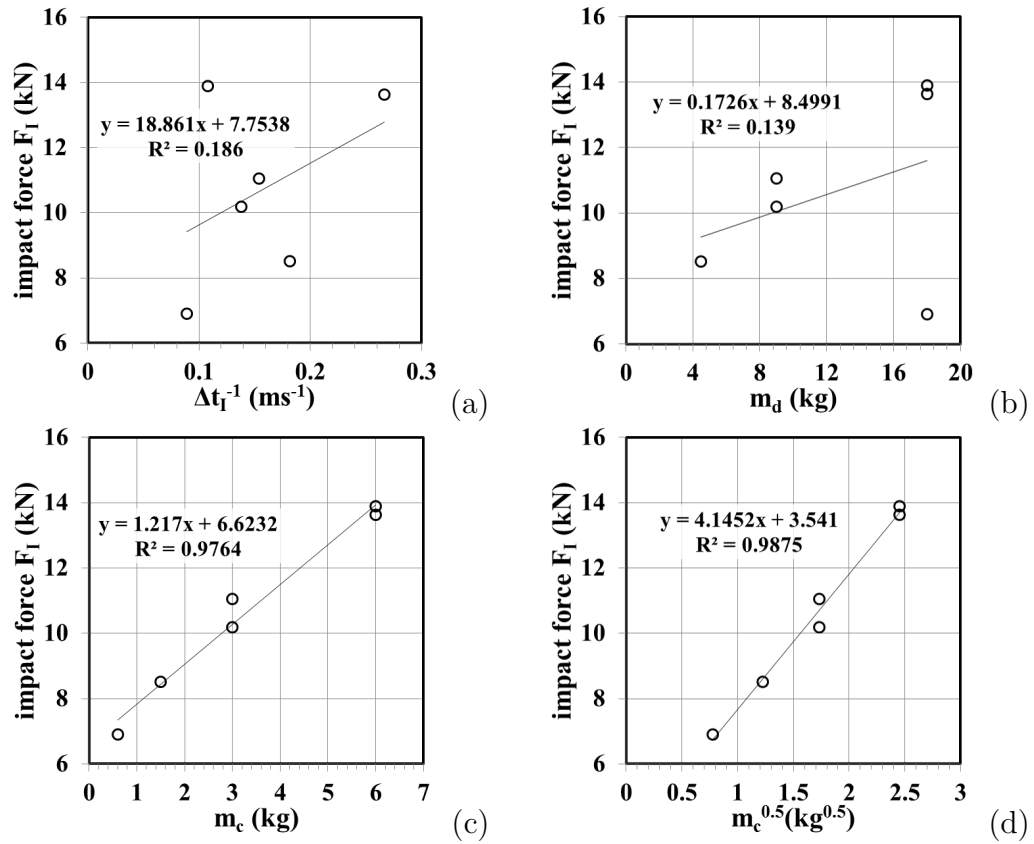 16
14
12
10
8
6
impact force F_I (kN)
y = 18.861x + 7.7538
R² = 0.186
0 0.1 0.2 0.3
Δt_I⁻¹ (ms⁻¹)
(a)
16
14
12
10
8
6
impact force F_I (kN)
y = 0.1726x + 8.4991
R² = 0.139
0 4 8 12 16 20
m_d (kg)
(b)
16
14
12
10
8
6
impact force F_I (kN)
y = 1.217x + 6.6232
R² = 0.9764
0 1 2 3 4 5 6 7
m_c (kg)
(c)
16
14
12
10
8
6
impact force F_I (kN)
y = 4.1452x + 3.541
R² = 0.9875
0 0.5 1 1.5 2 2.5 3
m_c^0.5(kg^0.5)
(d)